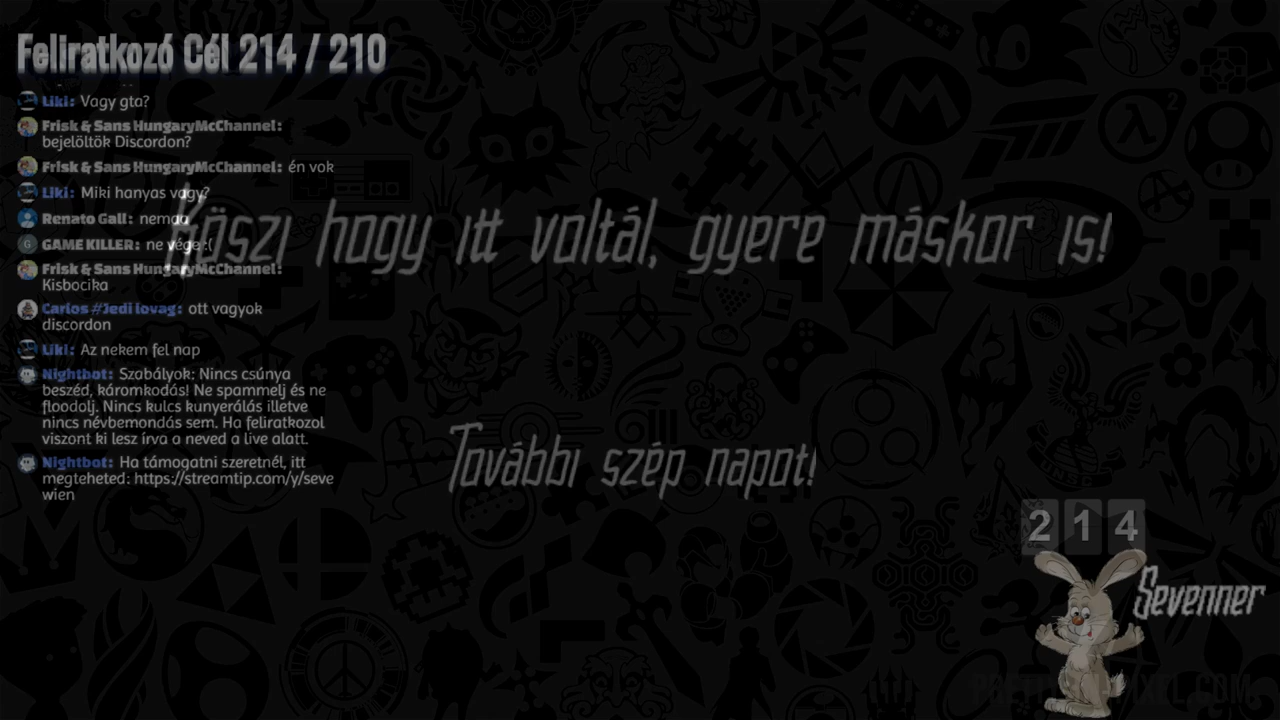 Feliratkozó Cél 214 / 210
Liki: Vagy gta?
Frisk & Sans HungaryMcChannel:
bejelöltök Discordon?
Frisk & Sans HungaryMcChannel: én vok
Liki: Miki hanyas vagy?
Renato Gall: nemaa
G GAME KILLER: ne vége :(
Frisk & Sans HungaryMcChannel:
Kisbocika
Carlos #Jedi lovag: ott vagyok
discordon
Liki: Az nekem fel nap
Nightbot: Szabályok: Nincs csúnya
beszéd, káromkodás! Ne spammelj és ne
floodolj. Nincs kulcs kunyerálás illetve
nincs névbemondás sem. Ha feliratkozol
viszont ki lesz írva a neved a live alatt.
Nightbot: Ha támogatni szeretnél, itt
megteheted: https://streamtip.com/y/seve
wien
Köszi hogy itt voltál, gyere máskor is!
További szép napot!
2
UNSC
214
Sevenner